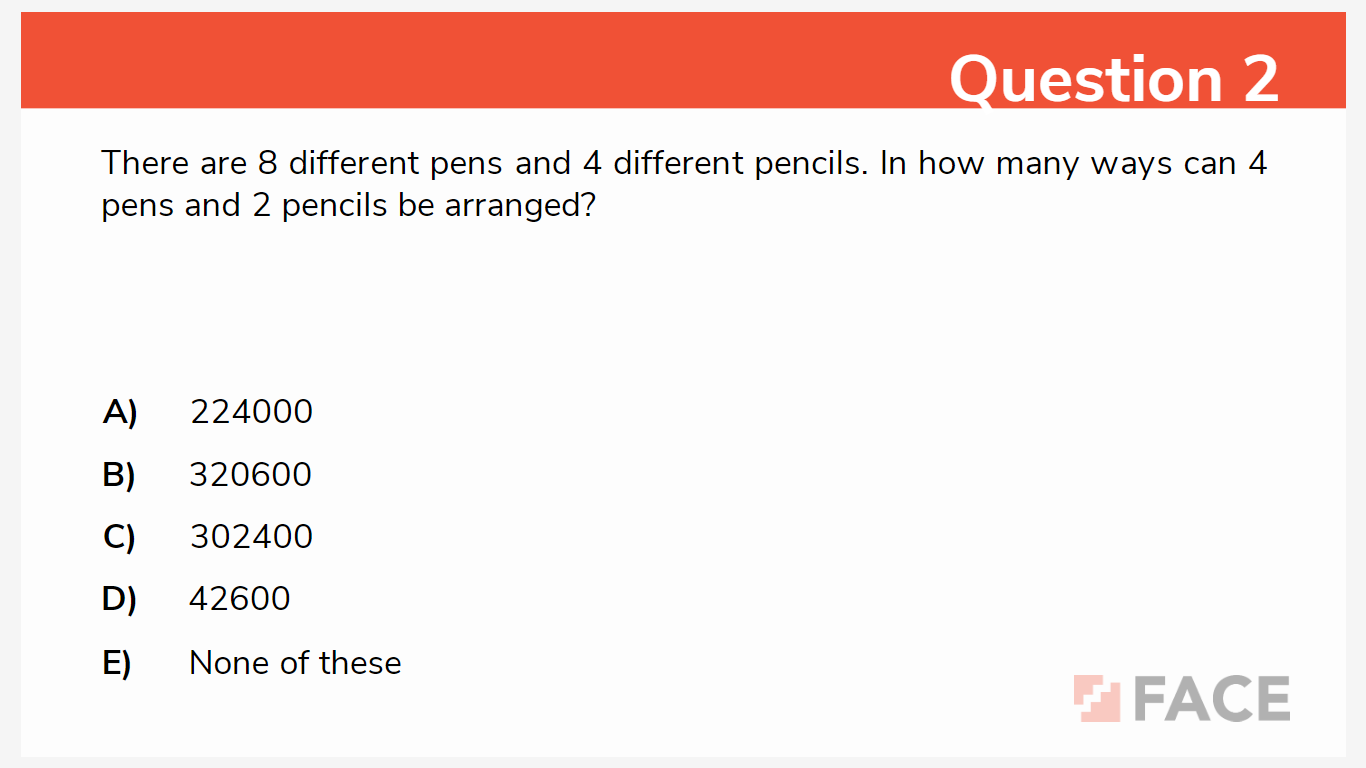 Question 2
There are 8 different pens and 4 different pencils. In how many ways can 4
pens and 2 pencils be arranged?
A) 224000
B) 320600
C) 302400
D) 42600
E) None of these
FACE